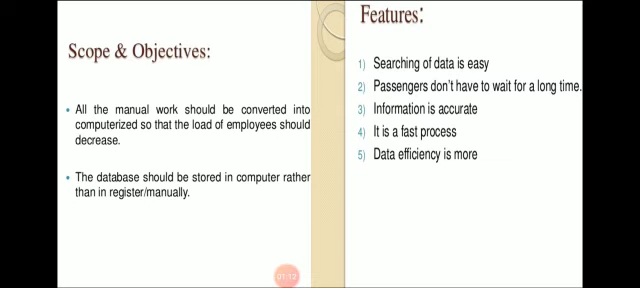 Scope & Objectives:
• All the manual work should be converted into
computerized so that the load of employees should
decrease.
• The database should be stored in computer rather
than in register/manually.
Features:
1) Searching of data is easy
2) Passengers don't have to wait for a long time.
3) Information is accurate
4) It is a fast process
5) Data efficiency is more
01:12